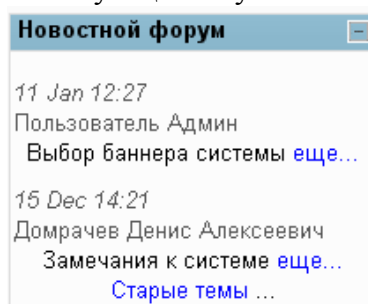 Новостной форум
11 Jan 12:27
Пользователь Админ
Выбор баннера системы еще...
15 Dec 14:21
Домрачев Денис Алексеевич
Замечания к системе еще...
Старые темы ...